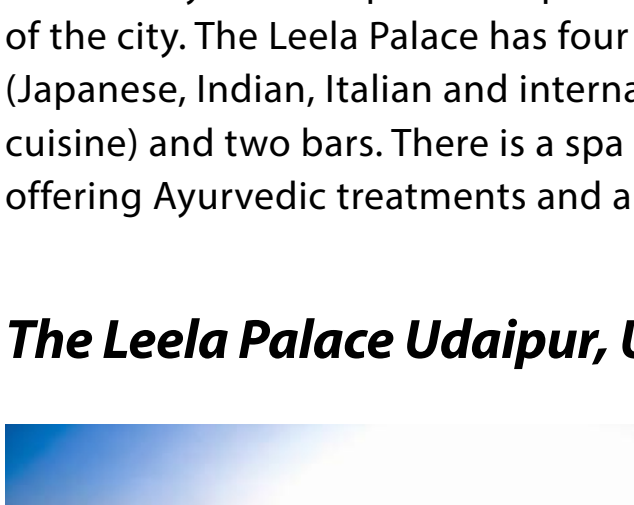 of the city. The Leela Palace has four
(Japanese, Indian, Italian and interna
cuisine) and two bars. There is a spa
offering Ayurvedic treatments and a
The Leela Palace Udaipur, U